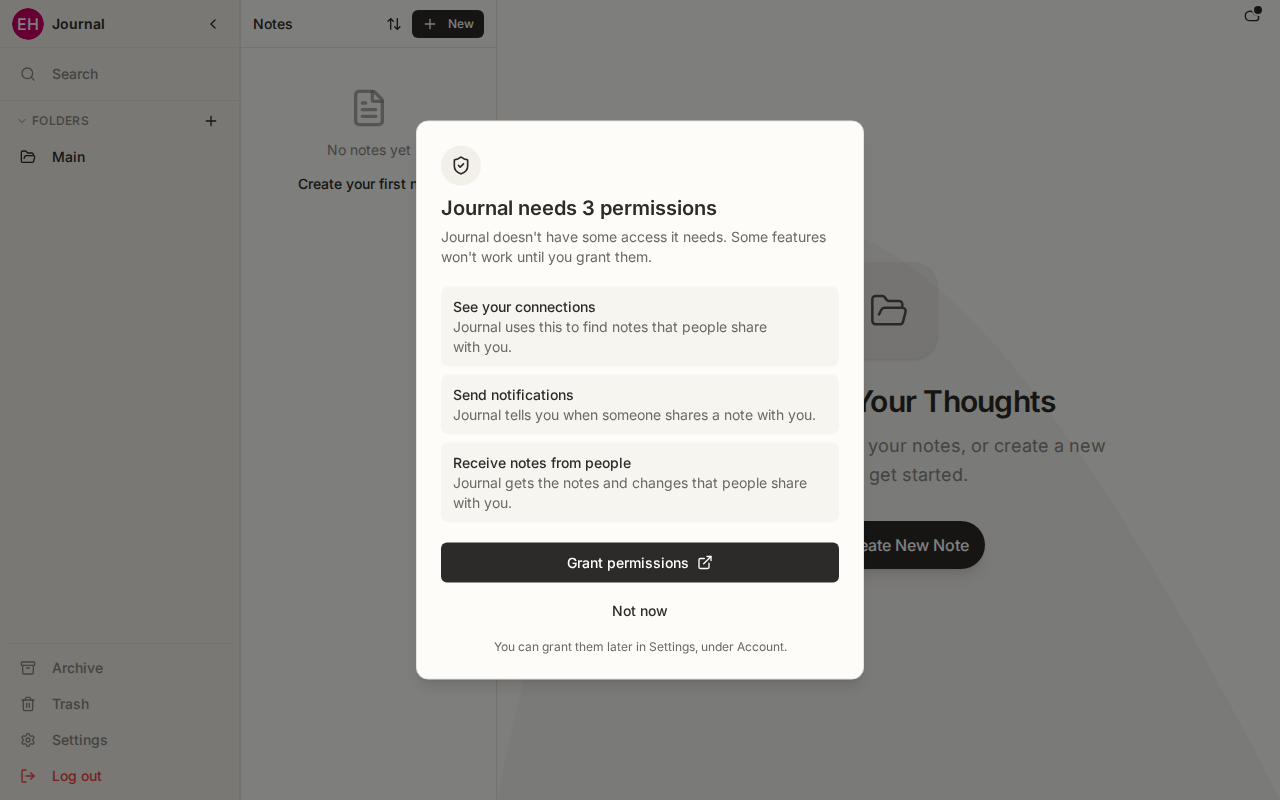 EH Journal
Search
FOLDERS
Main
Archive
Trash
Settings
Log out
Notes
New
No notes yet
Create your first
Journal needs 3 permissions
Journal doesn't have some access it needs. Some features
won't work until you grant them.
See your connections
Journal uses this to find notes that people share
with you.
Send notifications
Journal tells you when someone shares a note with you.
Receive notes from people
Journal gets the notes and changes that people share
with you.
Grant permissions
Not now
You can grant them later in Settings, under Account.
Your Thoughts
your notes, or create a new
get started.
New Note